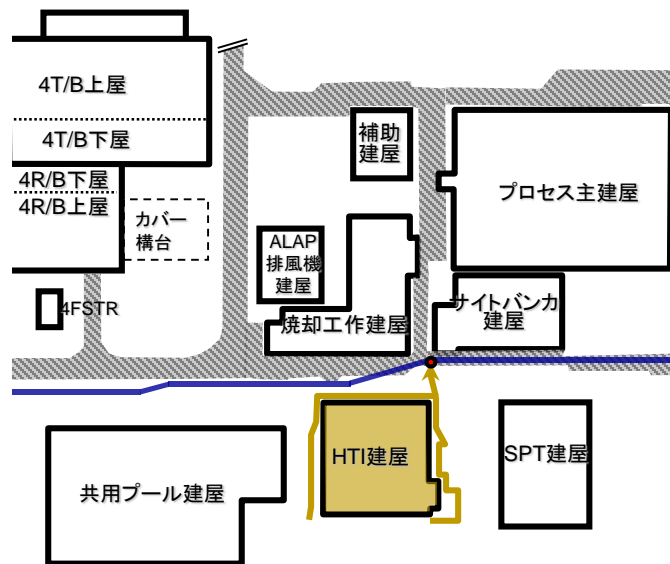 4T/B上屋
4T/B下屋
4R/B下屋
4R/B上屋
カバー
構台
4FSTR
補助
建屋
プロセス主建屋
ALAP
排風機
建屋
焼却工作建屋
サイトバンカ
建屋
HTI建屋
SPT建屋
共用プール建屋